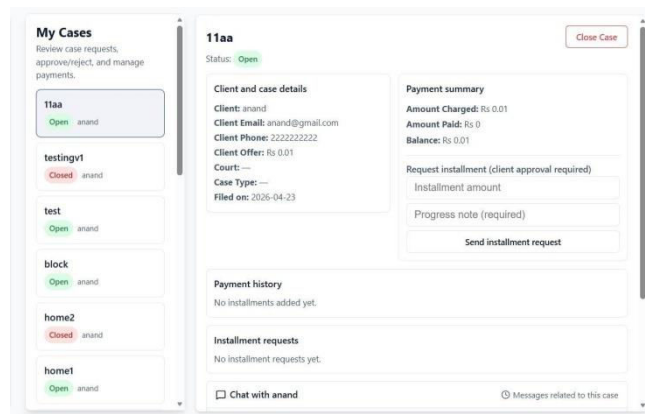 My Cases
Review case requests,
approve/reject, and manage
payments.
11aa
Open anand
testingv1
Closed anand
test
Open anand
block
Open anand
home2
Closed anand
home1
Open anand
11aa
Close Case
Status: Open
Client and case details
Client: anand
Client Email: anand@gmail.com
Client Phone: 2222222222
Client Offer: Rs 0.01
Court: —
Case Type: —
Filed on: 2026-04-23
Payment summary
Amount Charged: Rs 0.01
Amount Paid: Rs 0
Balance: Rs 0.01
Request installment (client approval required)
Installment amount
Progress note (required)
Send installment request
Payment history
No installments added yet.
Installment requests
No installment requests yet.
Chat with anand
Messages related to this case